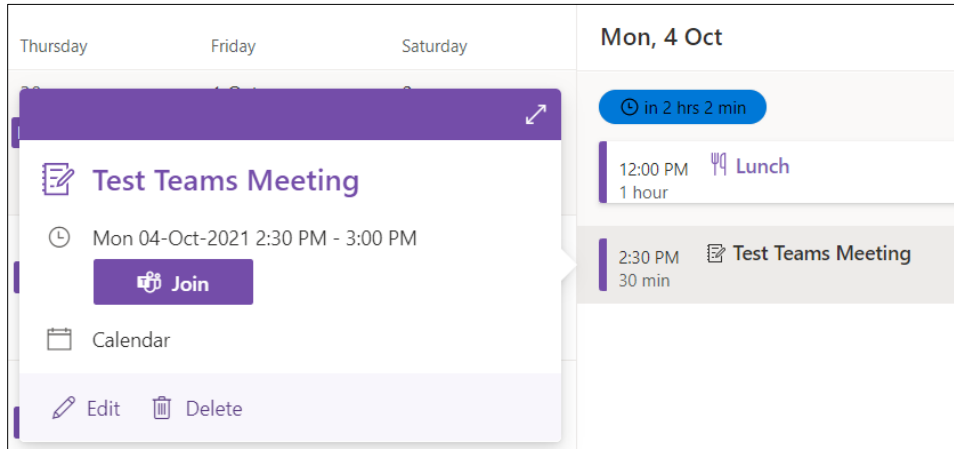 Thursday Friday Saturday
Test Teams Meeting
Mon 04-Oct-2021 2:30 PM - 3:00 PM
Join
Calendar
Edit Delete
Mon, 4 Oct
in 2 hrs 2 min
12:00 PM Lunch
1 hour
2:30 PM Test Teams Meeting
30 min